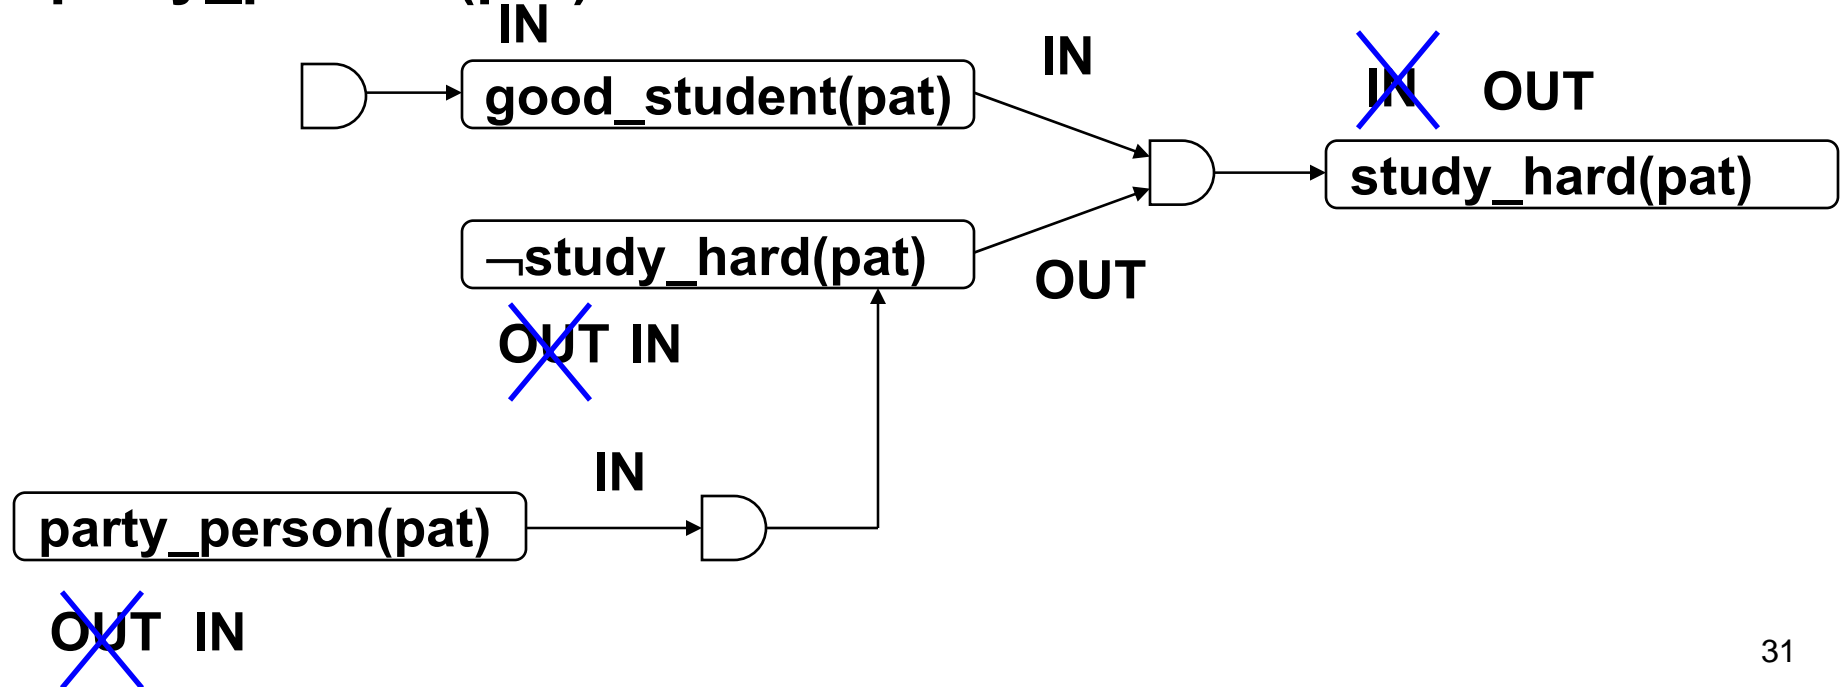 IN
IN
IN OUT
good_student(pat)
study_hard(pat)
¬study_hard(pat)
OUT
OUT IN
IN
party_person(pat)
OUT IN
31